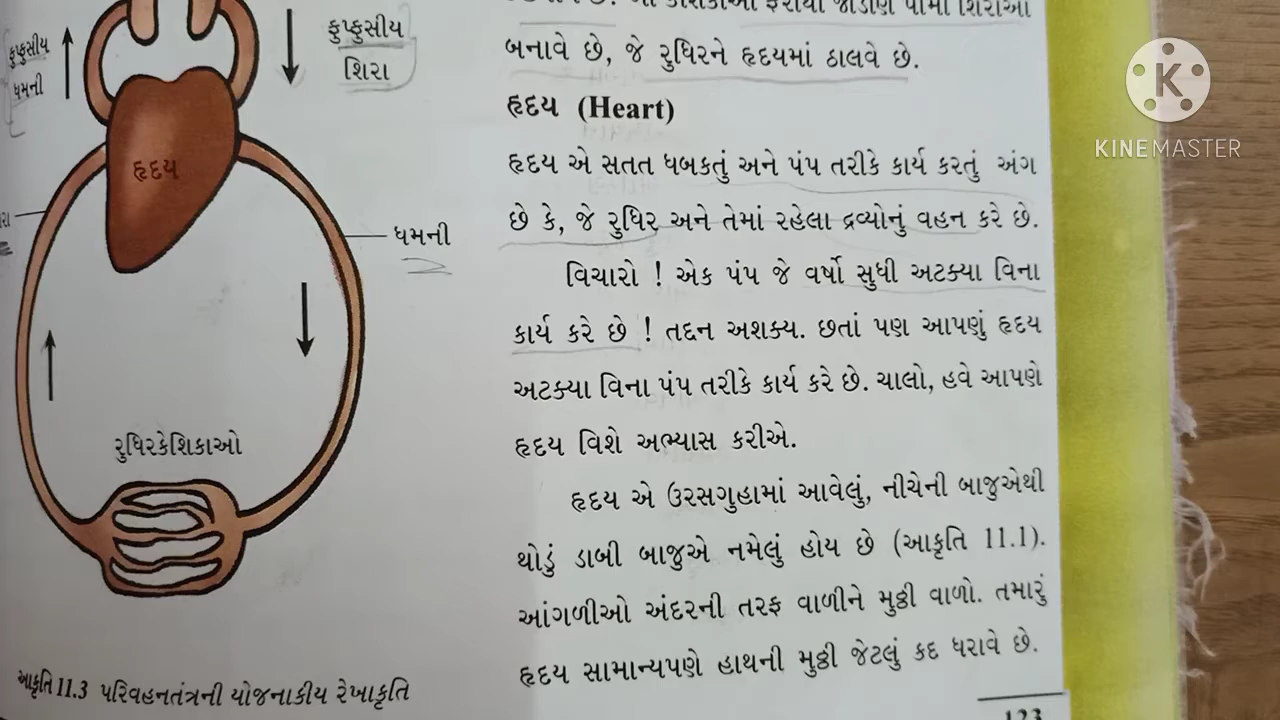 ફુપ્ફુસીય
ધમની
ફુપ્ફુસીય
શિરા
હૃદય
ધમની
રુધિરકેશિકાઓ
આકૃતિ 11.3 પરિવહનતંત્રની યોજનાકીય રેખાકૃતિ
શિરાઓ
બનાવે છે, જે રુધિરને હૃદયમાં ઠાલવે છે.
હૃદય (Heart)
હૃદય એ સતત ધબકતું અને પંપ તરીકે કાર્ય કરતું અંગ
છે કે, જે રુધિર અને તેમાં રહેલા દ્રવ્યોનું વહન કરે છે.
વિચારો ! એક પંપ જે વર્ષો સુધી અટક્યા વિના
કાર્ય કરે છે ! તદ્દન અશક્ય. છતાં પણ આપણું હૃદય
અટક્યા વિના પંપ તરીકે કાર્ય કરે છે. ચાલો, હવે આપણે
હૃદય વિશે અભ્યાસ કરીએ.
હૃદય એ ઉરસગુહામાં આવેલું, નીચેની બાજુએથી
થોડું ડાબી બાજુએ નમેલું હોય છે (આકૃતિ 11.1).
આંગળીઓ અંદરની તરફ વાળીને મુઠ્ઠી વાળો. તમારું
હૃદય સામાન્યપણે હાથની મુઠ્ઠી જેટલું કદ ધરાવે છે.
123
KINEMASTER